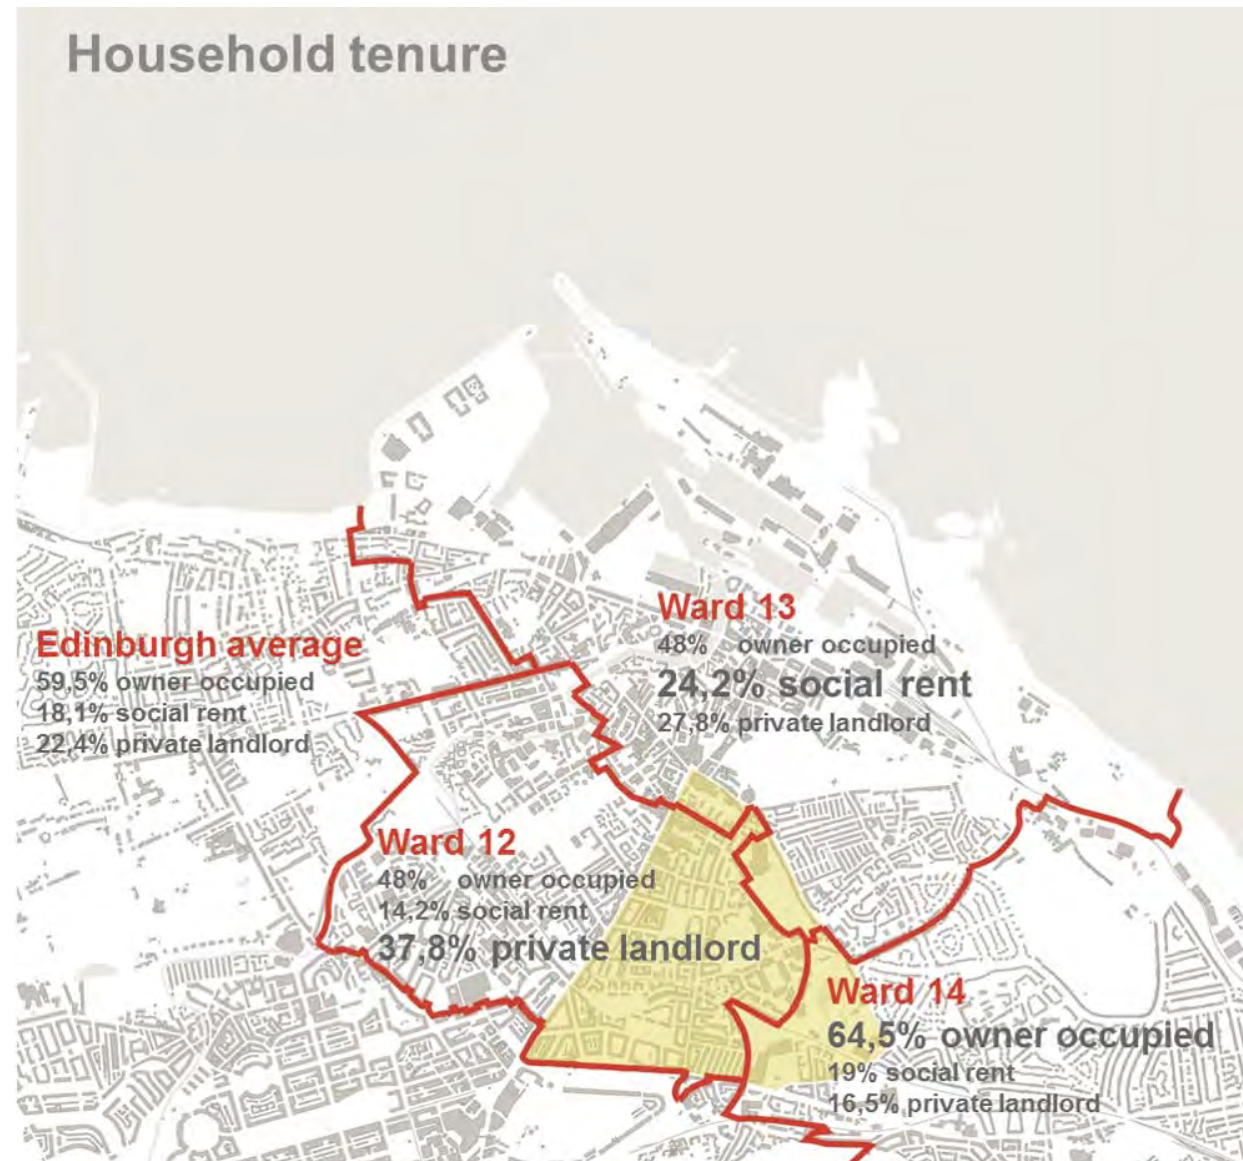 Household tenure
Ward 13
48% owner occupied
24,2% social rent
27,8% private landlord
Edinburgh average
59,5% owner occupied
18,1% social rent
22,4% private landlord
Ward 12
48% owner occupied
14,2% social rent
37,8% private landlord
Ward 14
64,5% owner occupied
19% social rent
16,5% private landlord